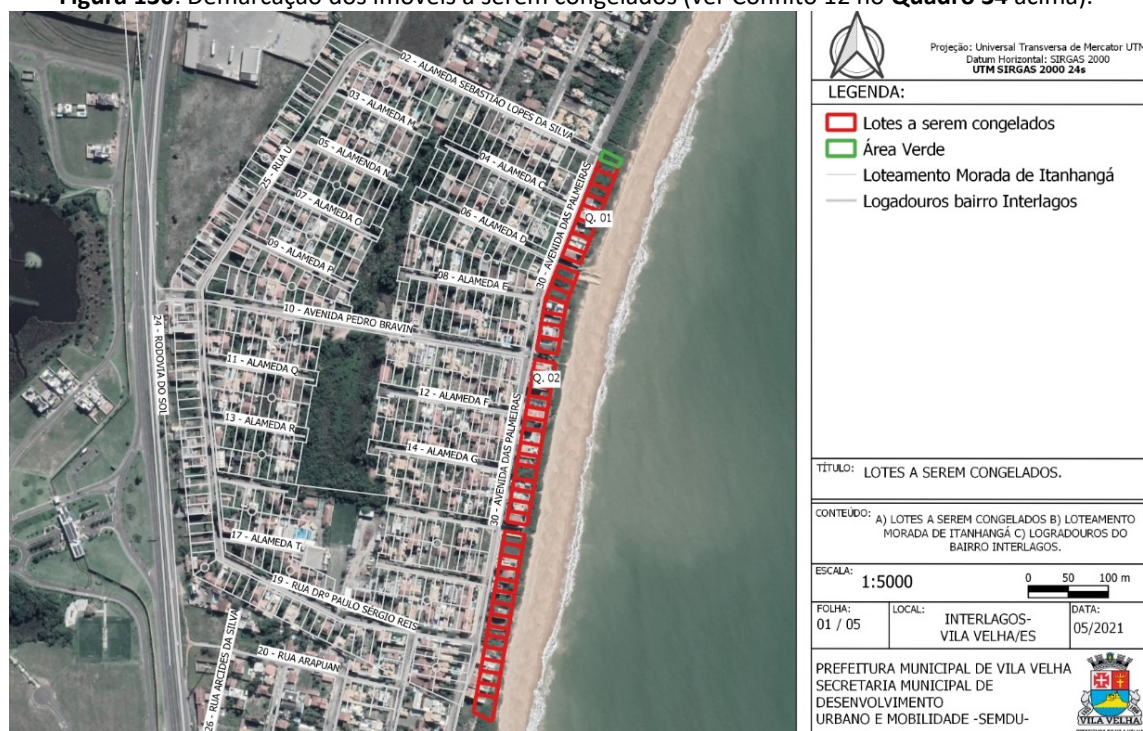 Figura 150: Demarcação dos imóveis a serem congelados (ver Conflito 12 no Quadro 34 acima).
02 - ALAMEDA SEBASTIÃO LOPES DA SILVA
03 - ALAMEDA M
25 - RUA U
05 - ALAMENDA N
04 - ALAMEDA C
07 - ALAMEDA O
06 - ALAMEDA D
30 - AVENIDA DAS PALMEIRAS
Q. 01
09 - ALAMEDA P
08 - ALAMEDA E
10 - AVENIDA PEDRO BRAVIN
24 - RODOVIA DO SOL
11 - ALAMEDA Q
Q. 02
12 - ALAMEDA F
13 - ALAMEDA R
30 - AVENIDA DAS PALMEIRAS
14 - ALAMEDA G
17 - ALAMEDA T
19 - RUA DRº PAULO SÉRGIO REIS
20 - RUA ARAPUAN
26 - RUA ARCIDES DA SILVA
Projeção: Universal Transversa de Mercator UTM
Datum Horizontal: SIRGAS 2000
UTM SIRGAS 2000 24s
LEGENDA:
Lotes a serem congelados
Área Verde
Loteamento Morada de Itanhangá
Logadouros bairro Interlagos
TÍTULO: LOTES A SEREM CONGELADOS.
CONTEÚDO: A) LOTES A SEREM CONGELADOS B) LOTEAMENTO
MORADA DE ITANHANGÁ C) LOGRADOUROS DO
BAIRRO INTERLAGOS.
ESCALA: 1:5000
0 50 100 m
FOLHA: 01 / 05
LOCAL: INTERLAGOS-
VILA VELHA/ES
DATA: 05/2021
PREFEITURA MUNICIPAL DE VILA VELHA
SECRETARIA MUNICIPAL DE
DESENVOLVIMENTO
URBANO E MOBILIDADE -SEMDU-
VILA VELHA